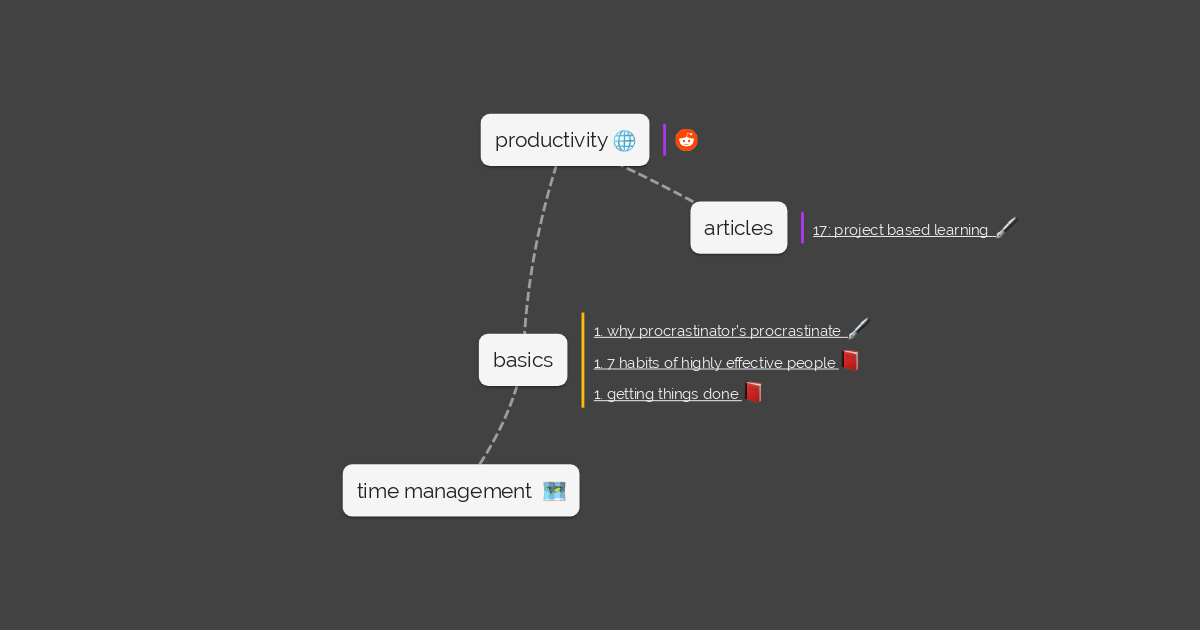 productivity
articles
17: project based learning
basics
1. why procrastinator's procrastinate
1. 7 habits of highly effective people
1. getting things done
time management